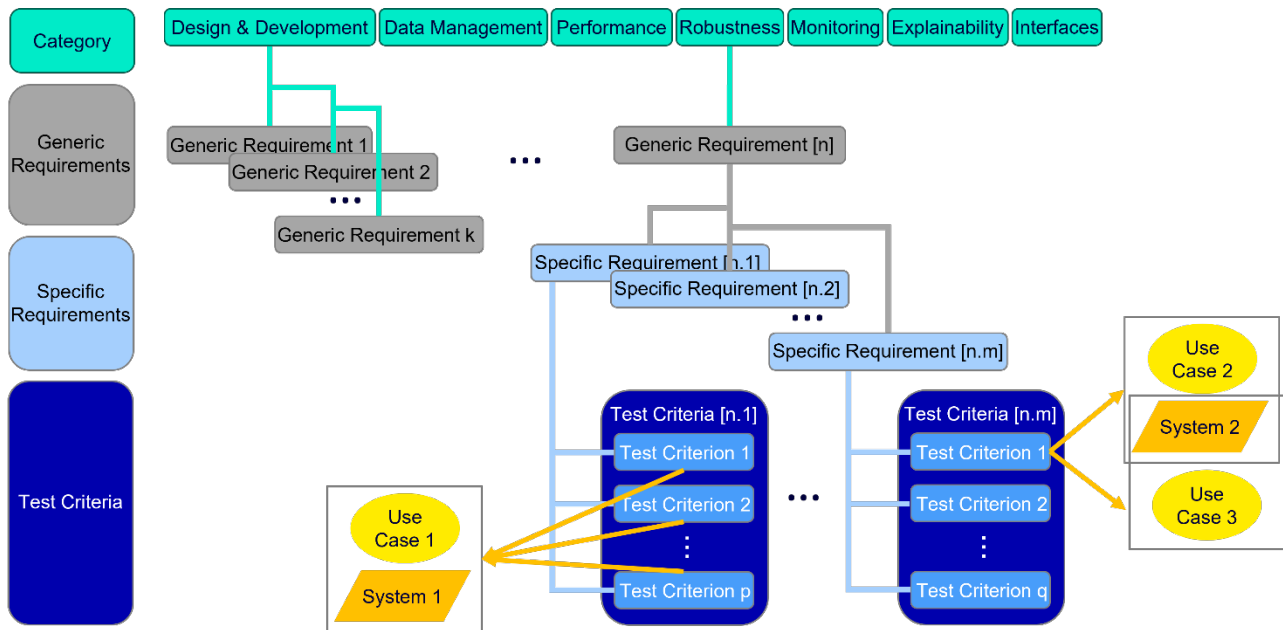 Category
Design & Development
Data Management
Performance
Robustness
Monitoring
Explainability
Interfaces
Generic
Requirements
Generic Requirement 1
Generic Requirement 2
...
Generic Requirement k
...
Generic Requirement [n]
Specific
Requirements
Specific Requirement [n.1]
Specific Requirement [n.2]
...
Specific Requirement [n.m]
Test Criteria
Test Criteria [n.1]
Test Criterion 1
Test Criterion 2
⋮
Test Criterion p
...
Test Criteria [n.m]
Test Criterion 1
Test Criterion 2
⋮
Test Criterion q
Use
Case 1
System 1
Use
Case 2
System 2
Use
Case 3